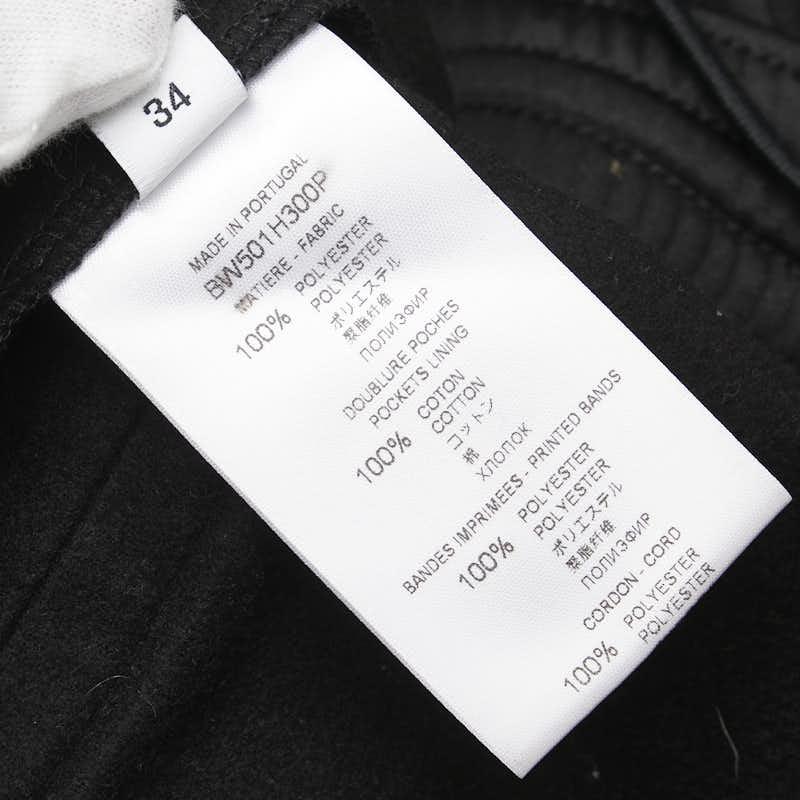 34
MADE IN PORTUGAL
BW501H300P
MATIERE - FABRIC
100% POLYESTER
POLYESTER
ポリエステル
聚脂纤维
ПОЛИЭФИР
DOUBLURE POCHES
POCKETS LINING
100% COTON
COTTON
コットン
棉
ХЛОПОК
BANDES IMPRIMEES - PRINTED BANDS
100% POLYESTER
POLYESTER
ポリエステル
聚脂纤维
ПОЛИЭФИР
CORDON - CORD
100% POLYESTER
POLYESTER